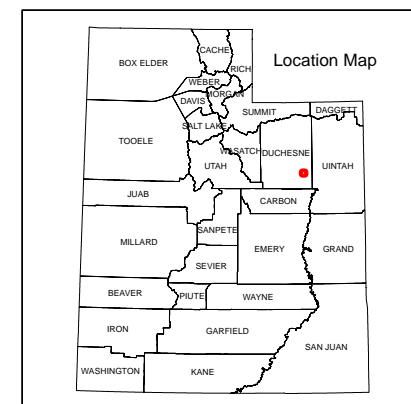 Location Map
BOX ELDER
CACHE
RICH
WEBER
MORGAN
DAVIS
SUMMIT
DAGGETT
SALT LAKE
TOOELE
WASATCH
DUCHESNE
UTAH
UINTAH
JUAB
CARBON
SANPETE
MILLARD
EMERY
GRAND
SEVIER
BEAVER
PIUTE
WAYNE
IRON
GARFIELD
SAN JUAN
WASHINGTON
KANE